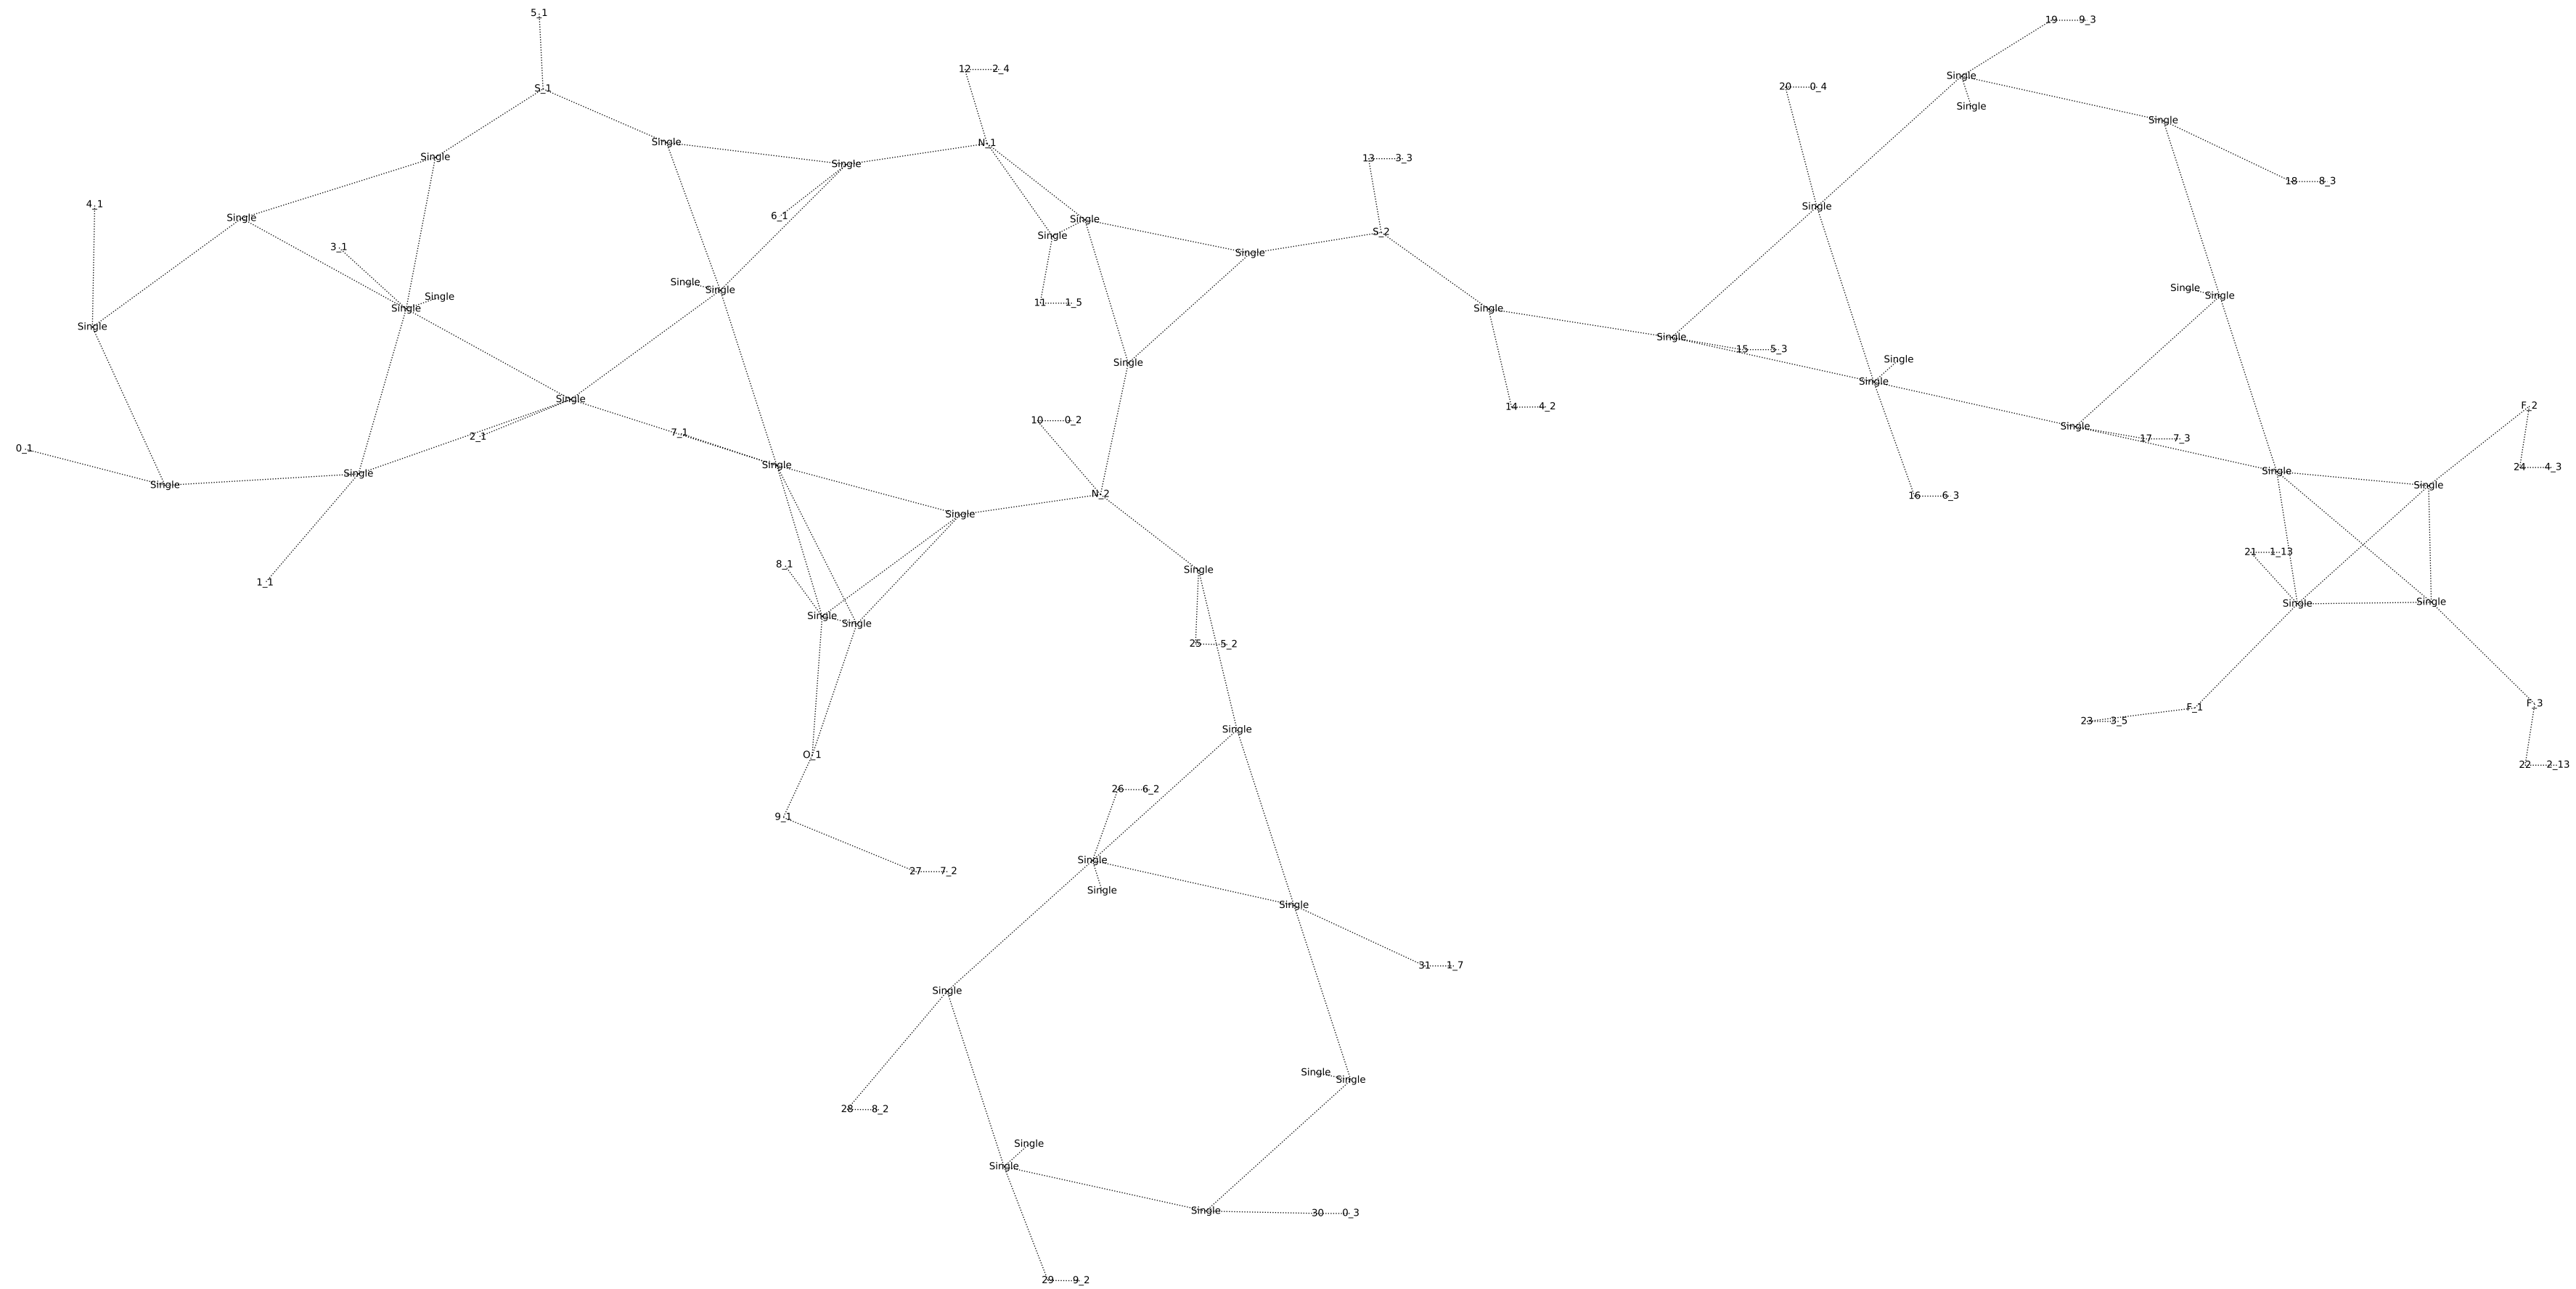 5_1
19 9_3
12 2_4
Single
20 0_4
S_1
Single
Single
Single
N_1
Single
13 3_3
Single
18 8_3
4_1
Single
6_1
Single
Single
S_2
Single
3_1
Single
Single
Single
Single
Single
Single
11 1_5
Single
Single
Single
Single
15 5_3
Single
Single
Single
Single
10 0_2
14 4_2
F_2
2_1
7_1
Single
17 7_3
0_1
Single
Single
Single
24 4_3
Single
Single
N_2
16 6_3
Single
21 1_13
8_1
Single
1_1
Single
Single
Single
Single
25 5_2
F_3
F_1
23 3_5
Single
O_1
22 2_13
26 6_2
9_1
Single
27 7_2
Single
Single
31 1_7
Single
Single
Single
28 8_2
Single
Single
Single
30 0_3
29 9_2